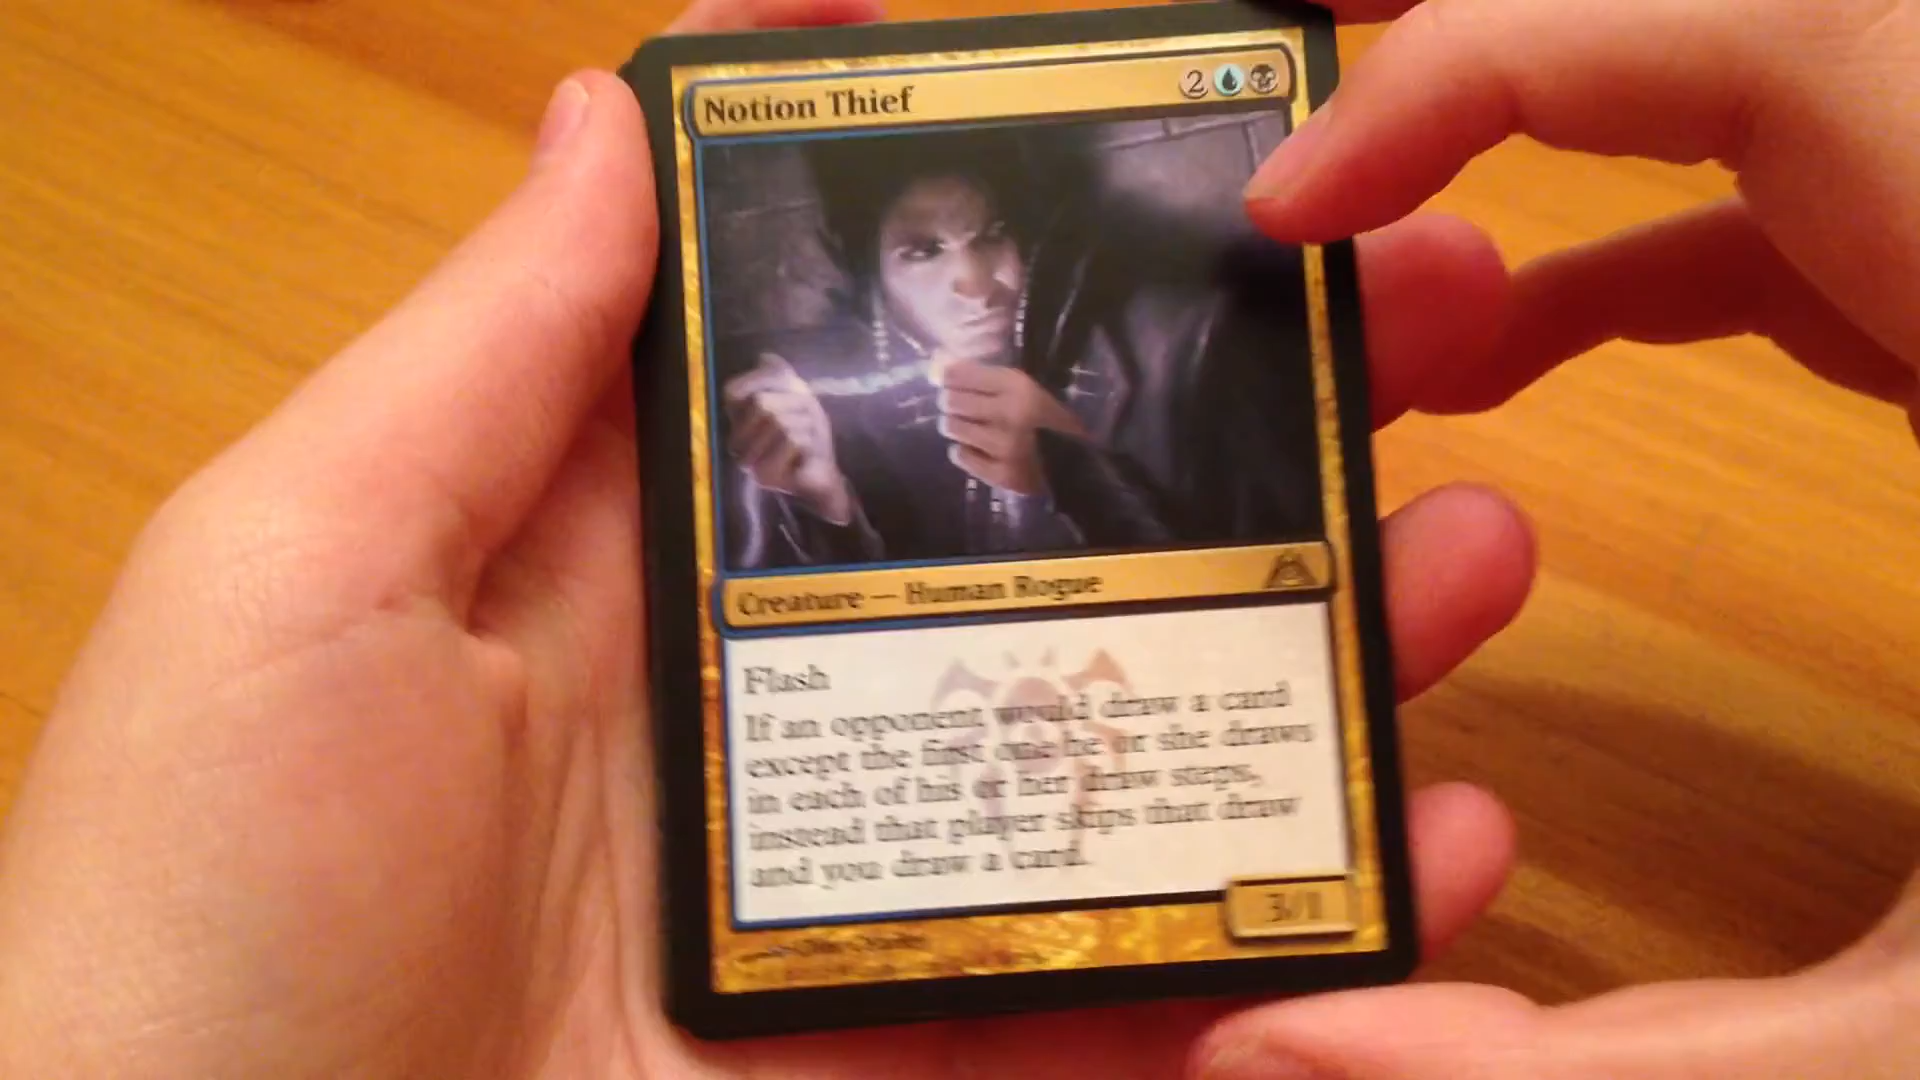 Notion Thief 2
Creature — Human Rogue
Flash
If an opponent would draw a card
except the first one he or she draws
in each of his or her draw steps,
instead that player skips that draw
and you draw a card.
3/1